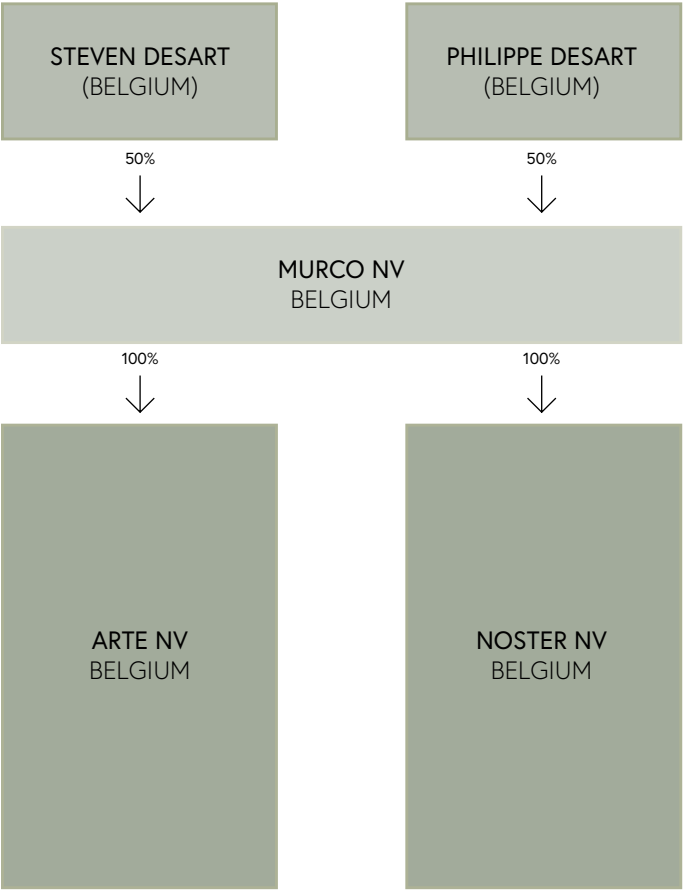 STEVEN DESART
(BELGIUM)
PHILIPPE DESART
(BELGIUM)
50%
50%
MURCO NV
BELGIUM
100%
100%
ARTE NV
BELGIUM
NOSTER NV
BELGIUM